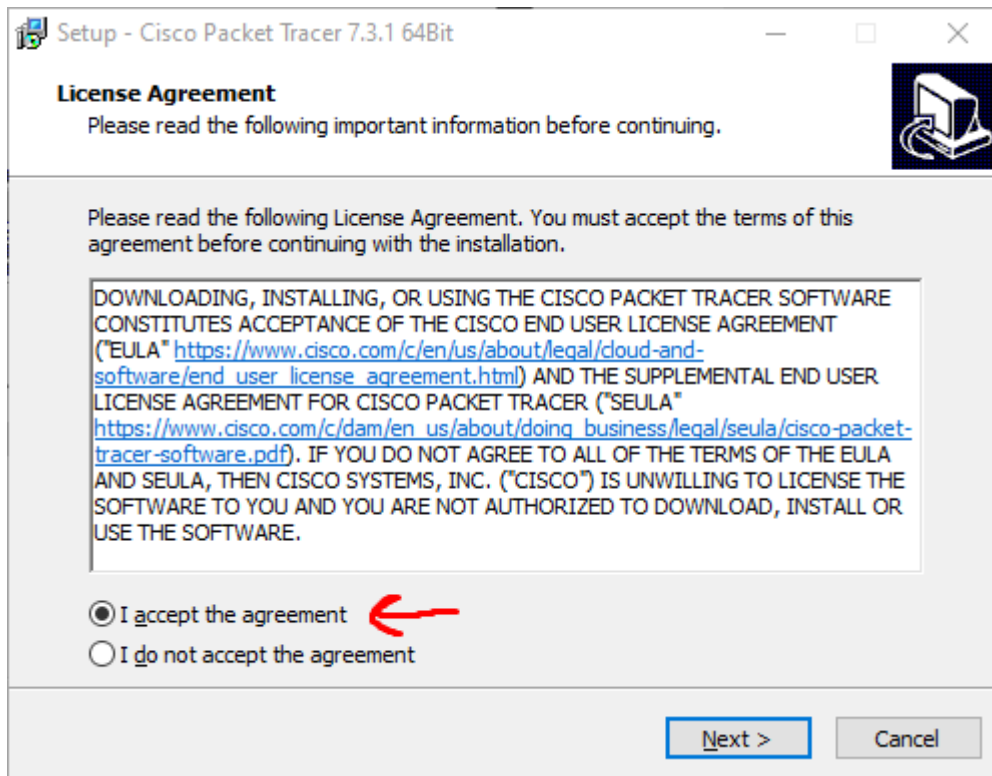 Setup - Cisco Packet Tracer 7.3.1 64Bit
License Agreement
Please read the following important information before continuing.
Please read the following License Agreement. You must accept the terms of this
agreement before continuing with the installation.
DOWNLOADING, INSTALLING, OR USING THE CISCO PACKET TRACER SOFTWARE
CONSTITUTES ACCEPTANCE OF THE CISCO END USER LICENSE AGREEMENT
("EULA" https://www.cisco.com/c/en/us/about/legal/cloud-and-
software/end_user_license_agreement.html) AND THE SUPPLEMENTAL END USER
LICENSE AGREEMENT FOR CISCO PACKET TRACER ("SEULA"
https://www.cisco.com/c/dam/en_us/about/doing_business/legal/seula/cisco-packet-
tracer-software.pdf). IF YOU DO NOT AGREE TO ALL OF THE TERMS OF THE EULA
AND SEULA, THEN CISCO SYSTEMS, INC. ("CISCO") IS UNWILLING TO LICENSE THE
SOFTWARE TO YOU AND YOU ARE NOT AUTHORIZED TO DOWNLOAD, INSTALL OR
USE THE SOFTWARE.
I accept the agreement
I do not accept the agreement
Next >
Cancel